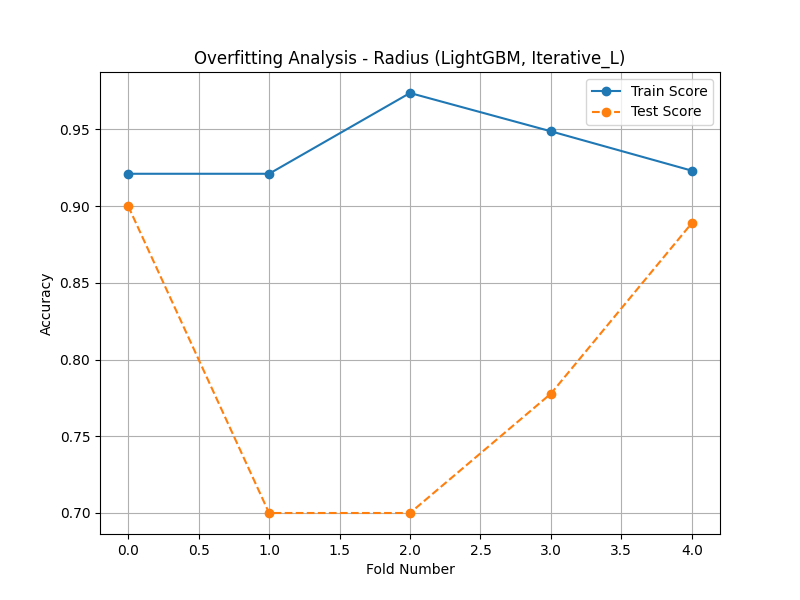 Overfitting Analysis - Radius (LightGBM, Iterative_L)
Train Score
Test Score
Accuracy
0.95
0.90
0.85
0.80
0.75
0.70
0.0 0.5 1.0 1.5 2.0 2.5 3.0 3.5 4.0
Fold Number